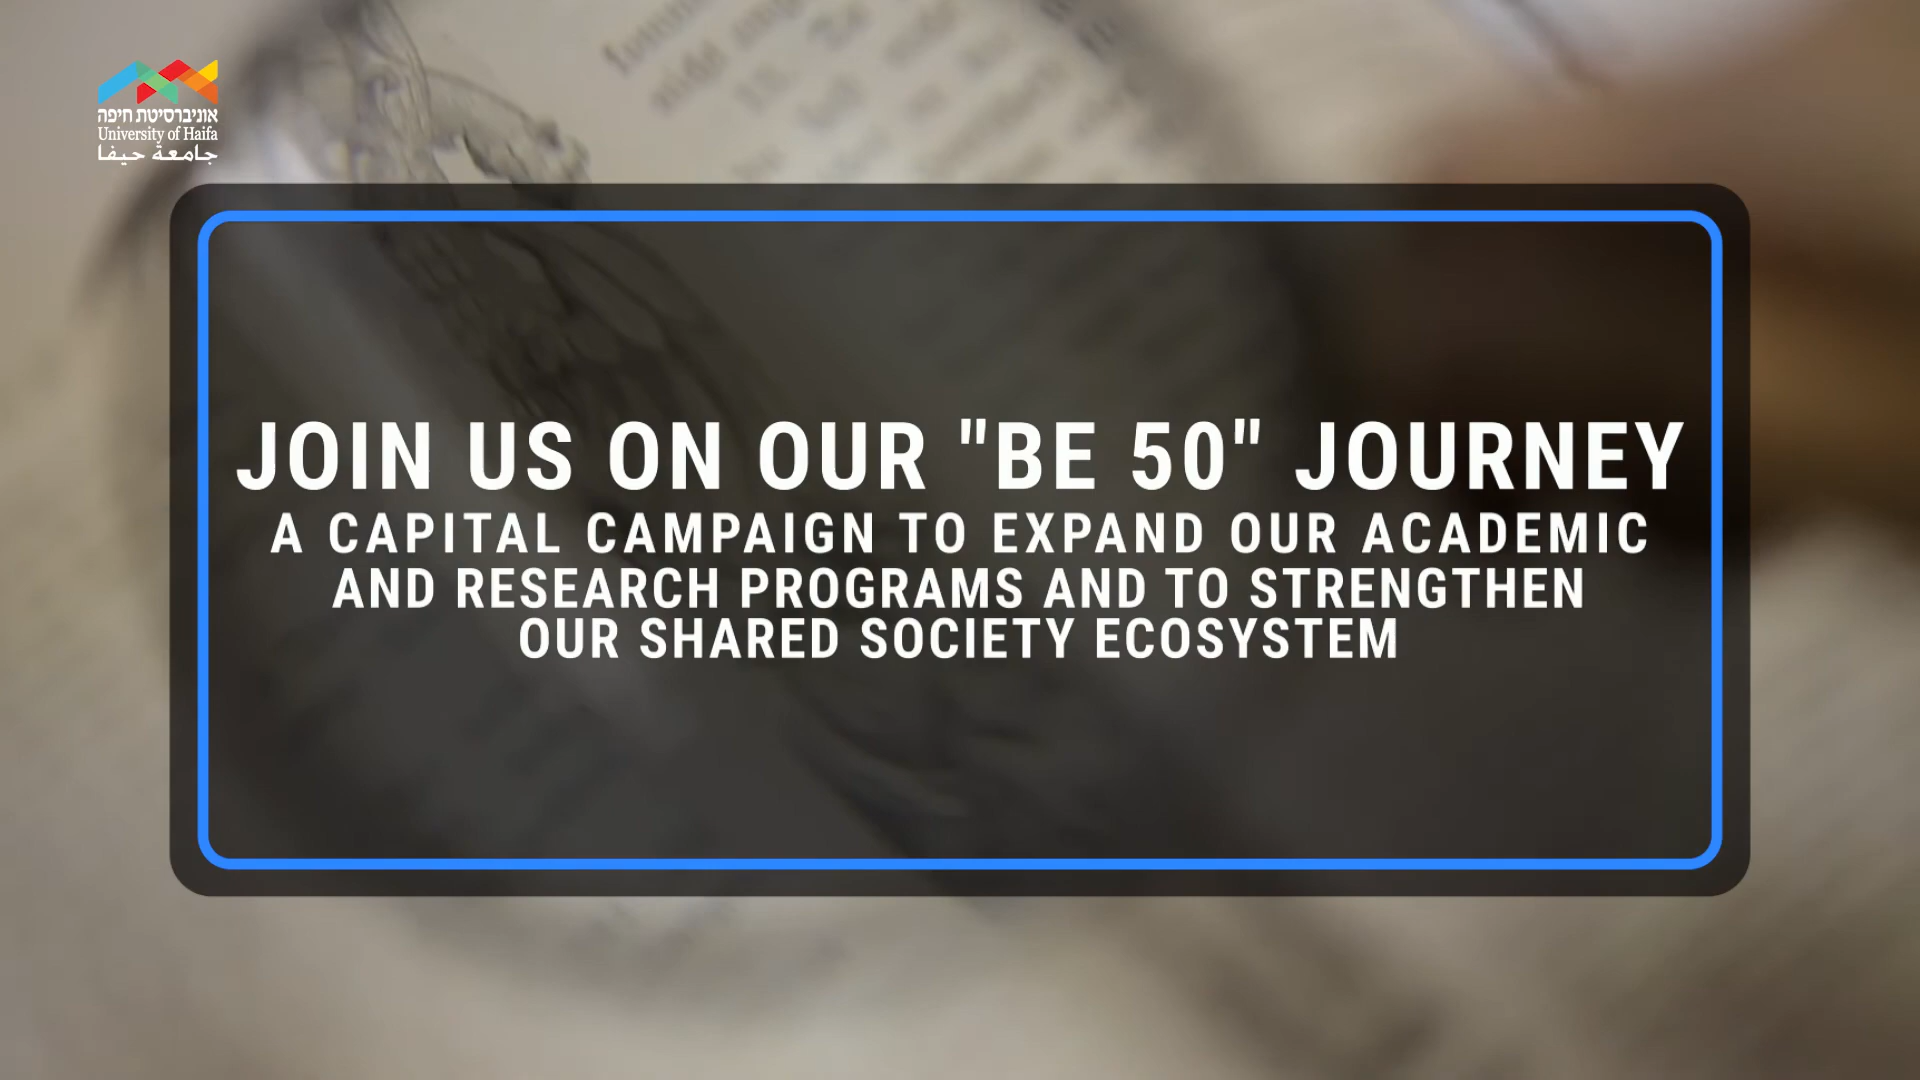 אוניברסיטת חיפה
University of Haifa
جامعة حيفا
JOIN US ON OUR "BE 50" JOURNEY
A CAPITAL CAMPAIGN TO EXPAND OUR ACADEMIC
AND RESEARCH PROGRAMS AND TO STRENGTHEN
OUR SHARED SOCIETY ECOSYSTEM